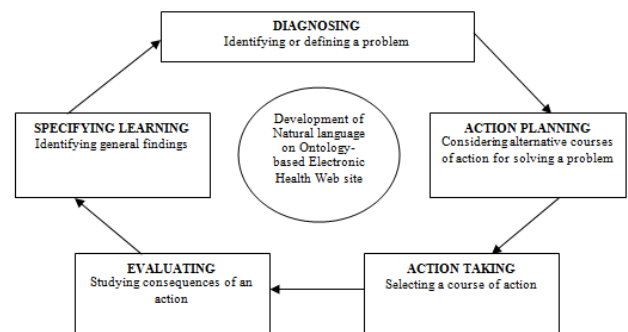 DIAGNOSING
Identifying or defining a problem
ACTION PLANNING
Considering alternative courses
of action for solving a problem
ACTION TAKING
Selecting a course of action
EVALUATING
Studying consequences of an
action
SPECIFYING LEARNING
Identifying general findings
Development of
Natural language
on Ontology-
based Electronic
Health Web site